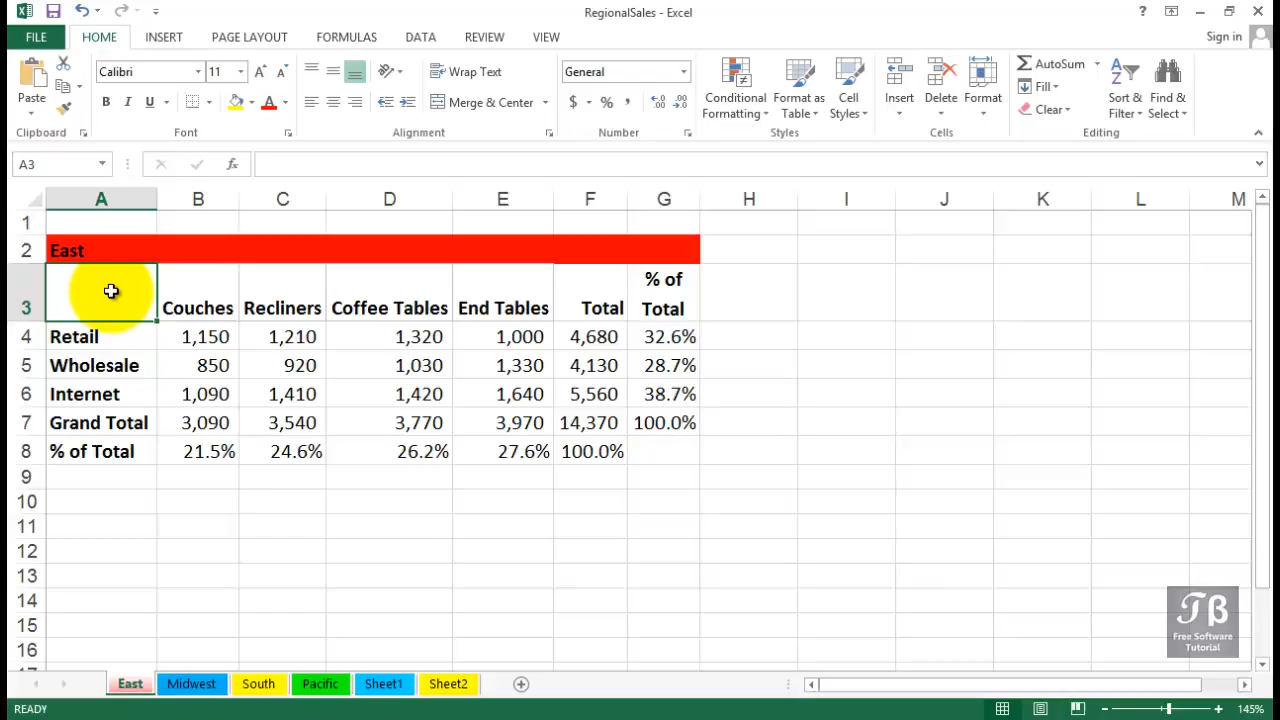 RegionalSales - Excel
?
Sign in
FILE HOME INSERT PAGE LAYOUT FORMULAS DATA REVIEW VIEW
Paste
Clipboard
Calibri 11
B I U
Font
Wrap Text
Merge & Center
Alignment
General
$ % ,
Number
Conditional Formatting
Format as Table
Cell Styles
Styles
Insert
Delete
Format
Cells
AutoSum
Fill
Clear
Sort & Filter
Find & Select
Editing
A3
fx
A B C D E F G H I J K L M
1
2 East
3 Couches Recliners Coffee Tables End Tables Total % of Total
4 Retail 1,150 1,210 1,320 1,000 4,680 32.6%
5 Wholesale 850 920 1,030 1,330 4,130 28.7%
6 Internet 1,090 1,410 1,420 1,640 5,560 38.7%
7 Grand Total 3,090 3,540 3,770 3,970 14,370 100.0%
8 % of Total 21.5% 24.6% 26.2% 27.6% 100.0%
9
10
11
12
13
14
15
16
Tβ
Free Software
Tutorial
East Midwest South Pacific Sheet1 Sheet2
READY
145%